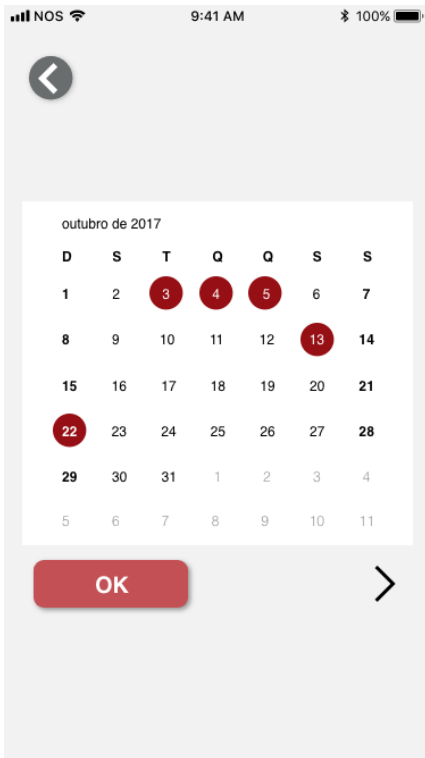 NOS 9:41 AM 100%
outubro de 2017
D S T Q Q S S
1 2 3 4 5 6 7
8 9 10 11 12 13 14
15 16 17 18 19 20 21
22 23 24 25 26 27 28
29 30 31 1 2 3 4
5 6 7 8 9 10 11
OK